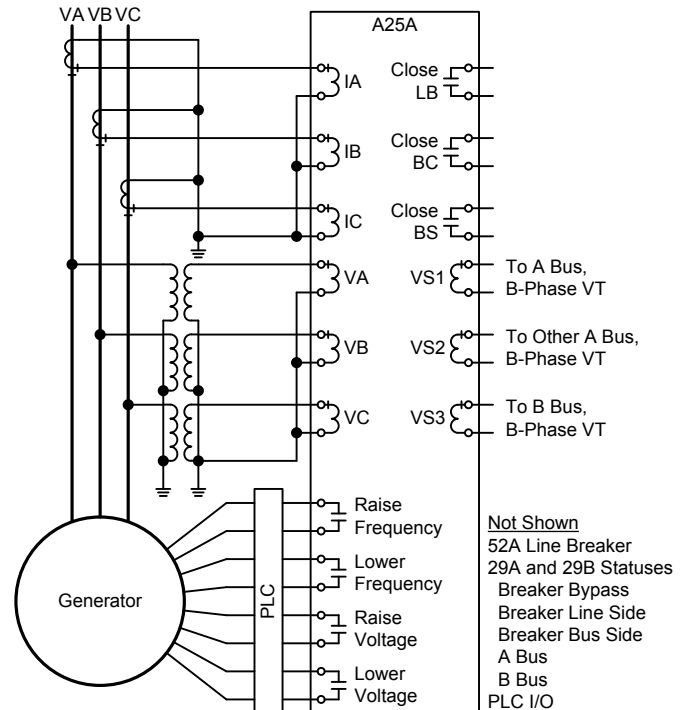 VA VB VC
A25A
IA
Close
LB
IB
Close
BC
IC
Close
BS
VA
VS1
To A Bus,
B-Phase VT
VB
VS2
To Other A Bus,
B-Phase VT
VC
VS3
To B Bus,
B-Phase VT
Generator
PLC
Raise
Frequency
Lower
Frequency
Raise
Voltage
Lower
Voltage
Not Shown
52A Line Breaker
29A and 29B Statuses
Breaker Bypass
Breaker Line Side
Breaker Bus Side
A Bus
B Bus
PLC I/O